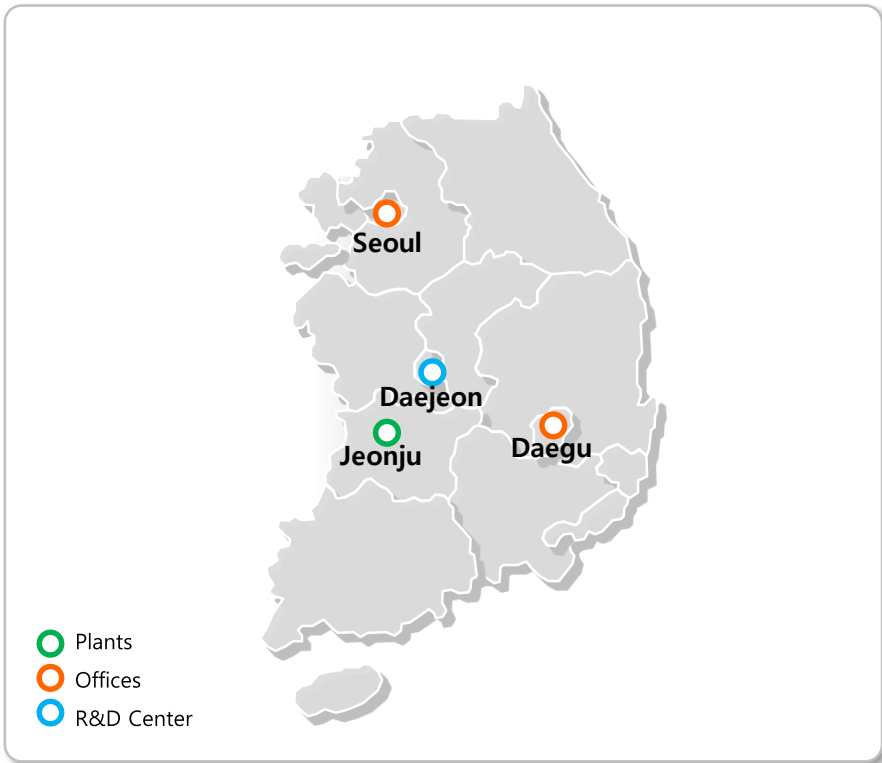 Seoul
Daejeon
Daegu
Jeonju
Plants
Offices
R&D Center